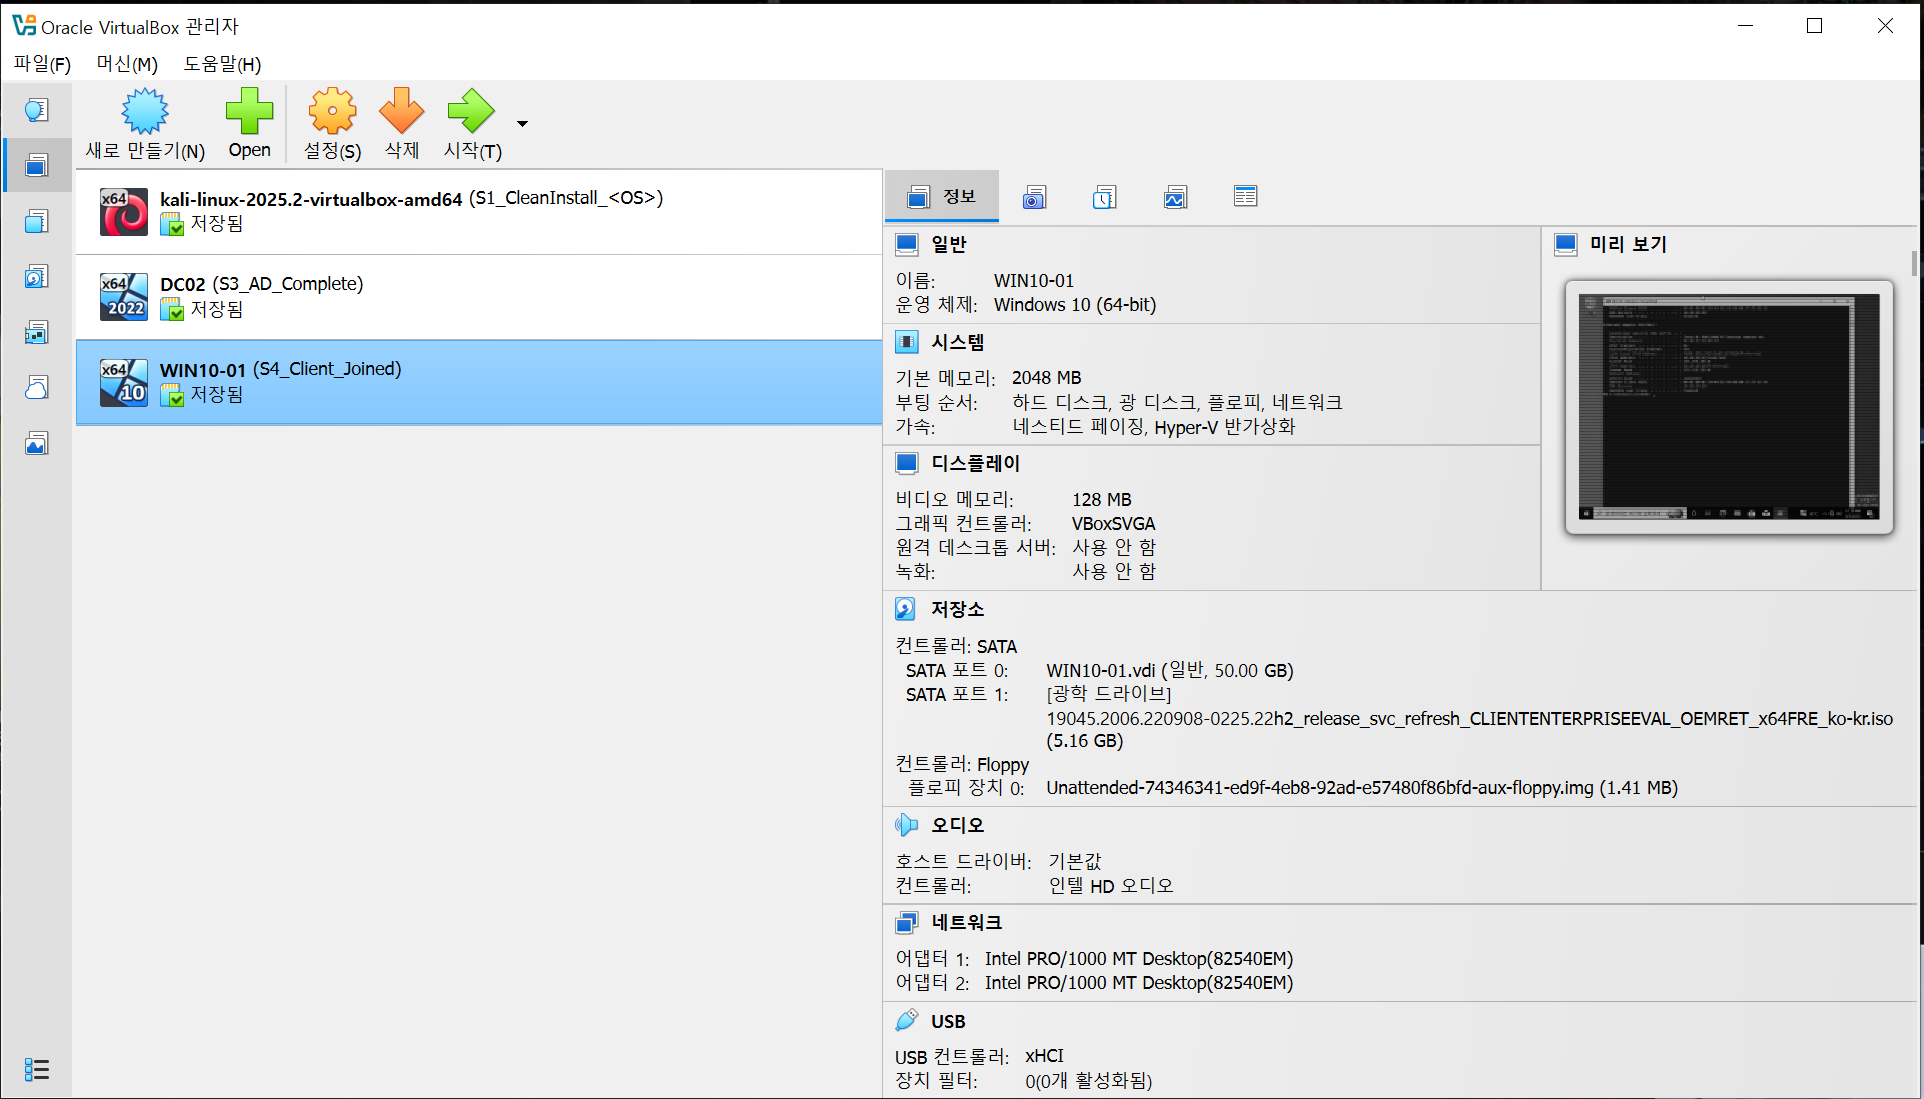 Oracle VirtualBox 관리자
파일(F) 머신(M) 도움말(H)
새로 만들기(N) Open 설정(S) 삭제 시작(T)
x64
kali-linux-2025.2-virtualbox-amd64 (S1_CleanInstall_<OS>)
저장됨
x64
2022
DC02 (S3_AD_Complete)
저장됨
x64
10
WIN10-01 (S4_Client_Joined)
저장됨
정보
일반
이름: WIN10-01
운영 체제: Windows 10 (64-bit)
미리 보기
시스템
기본 메모리: 2048 MB
부팅 순서: 하드 디스크, 광 디스크, 플로피, 네트워크
가속: 네스티드 페이징, Hyper-V 반가상화
디스플레이
비디오 메모리: 128 MB
그래픽 컨트롤러: VBoxSVGA
원격 데스크톱 서버: 사용 안 함
녹화: 사용 안 함
저장소
컨트롤러: SATA
SATA 포트 0: WIN10-01.vdi (일반, 50.00 GB)
SATA 포트 1: [광학 드라이브]
19045.2006.220908-0225.22h2_release_svc_refresh_CLIENTENTERPRISEEVAL_OEMRET_x64FRE_ko-kr.iso
(5.16 GB)
컨트롤러: Floppy
플로피 장치 0: Unattended-74346341-ed9f-4eb8-92ad-e57480f86bfd-aux-floppy.img (1.41 MB)
오디오
호스트 드라이버: 기본값
컨트롤러: 인텔 HD 오디오
네트워크
어댑터 1: Intel PRO/1000 MT Desktop(82540EM)
어댑터 2: Intel PRO/1000 MT Desktop(82540EM)
USB
USB 컨트롤러: xHCI
장치 필터: 0(0개 활성화됨)